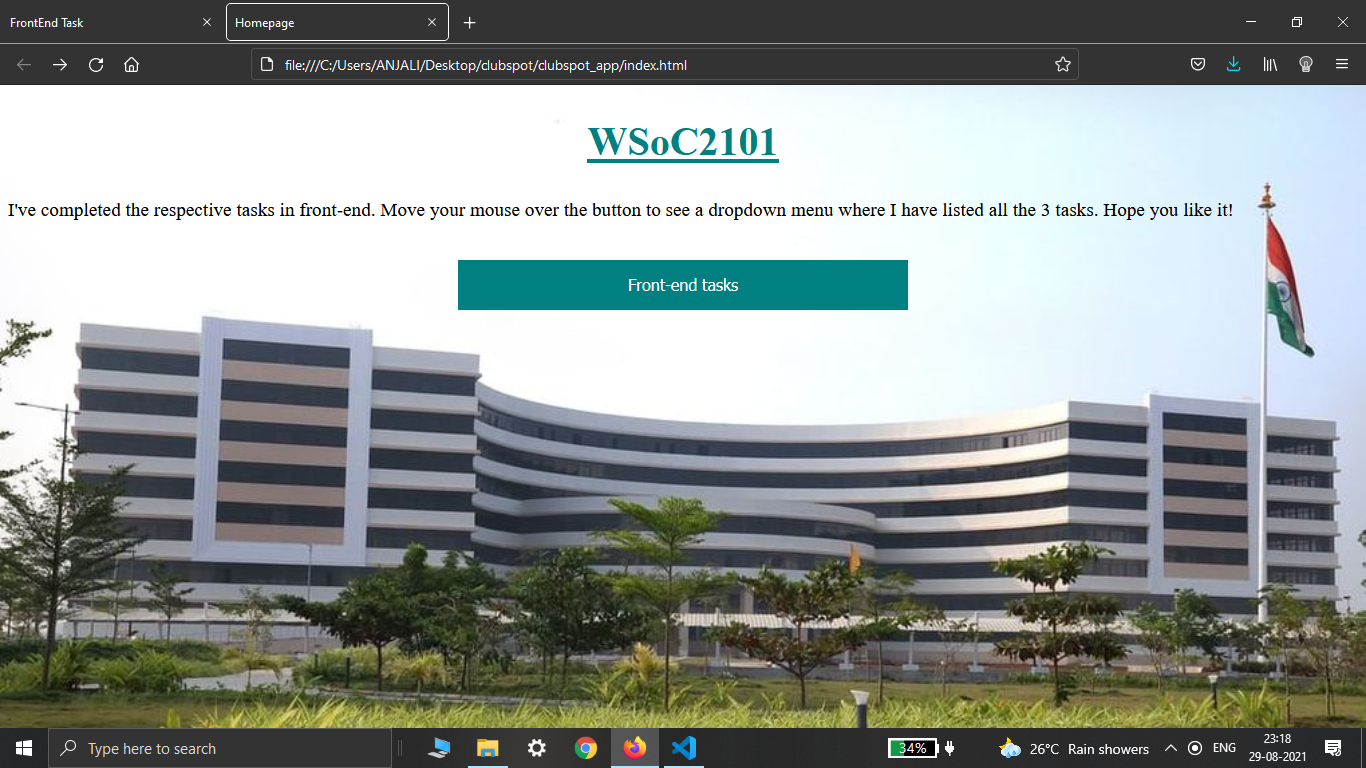 FrontEnd Task
Homepage
file:///C:/Users/ANJALI/Desktop/clubspot/clubspot_app/index.html
WSoC2101
I've completed the respective tasks in front-end. Move your mouse over the button to see a dropdown menu where I have listed all the 3 tasks. Hope you like it!
Front-end tasks
Type here to search
34%
26°C Rain showers
ENG
23:18
29-08-2021